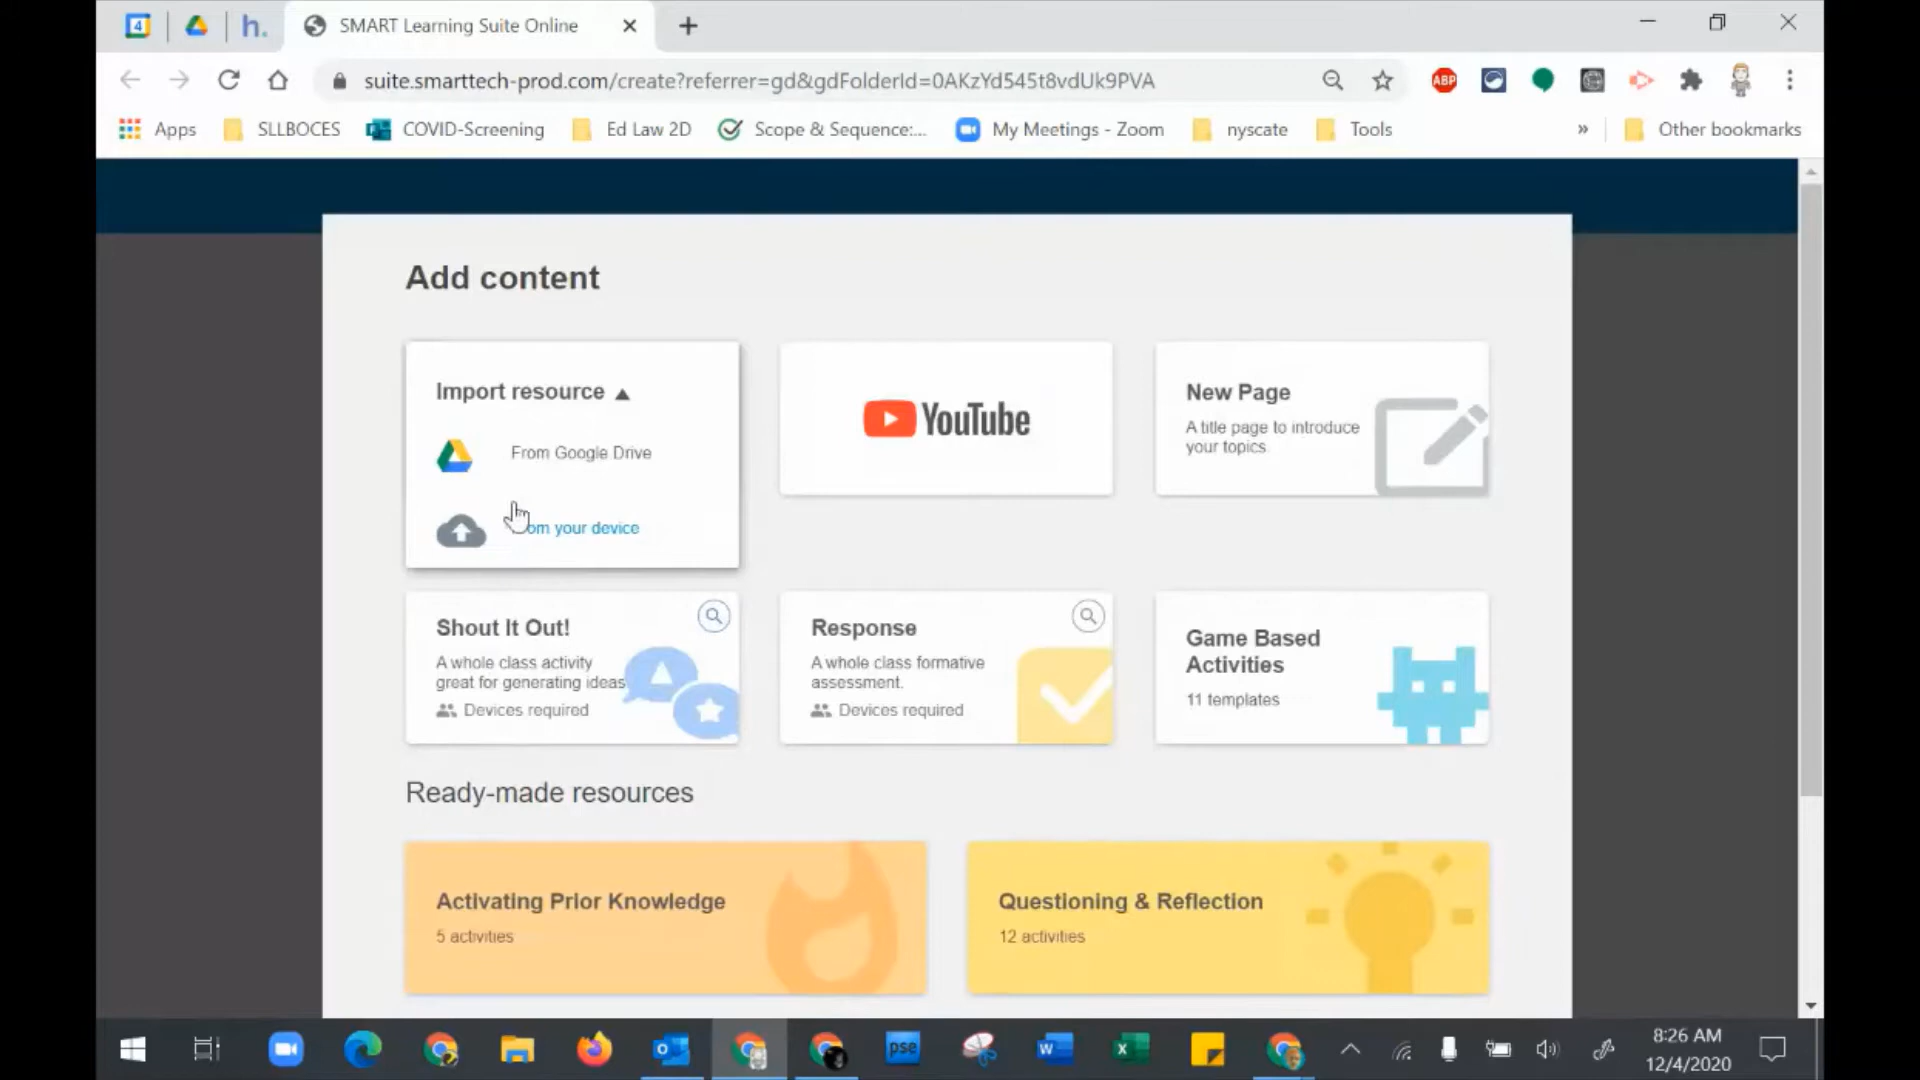 4
h.
SMART Learning Suite Online
suite.smarttech-prod.com/create?referrer=gd&gdFolderId=0AKzYd545t8vdUk9PVA
ABP
Apps
SLLBOCES
COVID-Screening
Ed Law 2D
Scope & Sequence:...
My Meetings - Zoom
nyscate
Tools
»
Other bookmarks
Add content
Import resource
From Google Drive
om your device
YouTube
New Page
A title page to introduce
your topics
Shout It Out!
A whole class activity
great for generating ideas
Devices required
Response
A whole class formative
assessment.
Devices required
Game Based
Activities
11 templates
Ready-made resources
Activating Prior Knowledge
5 activities
Questioning & Reflection
12 activities
pse
8:26 AM
12/4/2020